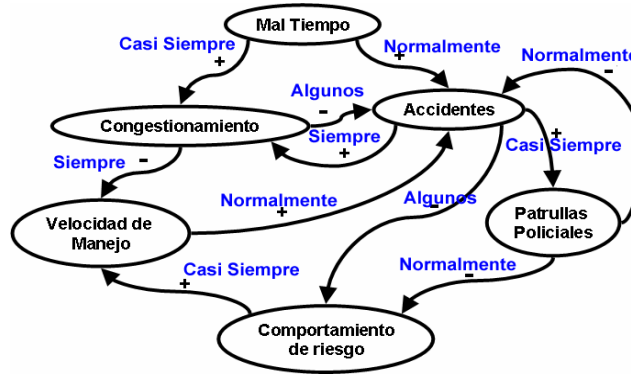 Mal Tiempo
Casi Siempre
+
Normalmente
+
Normalmente
-
Algunos
-
Accidentes
Congestionamiento
Siempre
+
+
Casi Siempre
Siempre -
Normalmente
+
Algunos
-
Velocidad de
Manejo
Patrullas
Policiales
Casi Siempre
+
Normalmente
-
Comportamiento
de riesgo